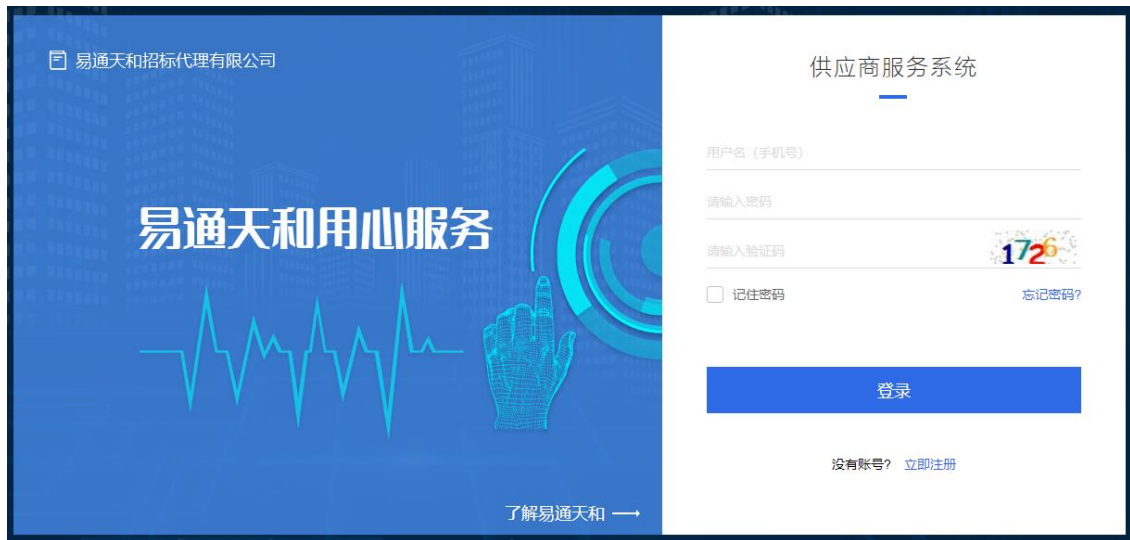 易通天和招标代理有限公司
易通天和用心服务
了解易通天和
供应商服务系统
用户名（手机号）
请输入密码
请输入验证码
1726
记住密码
忘记密码?
登录
没有账号? 立即注册